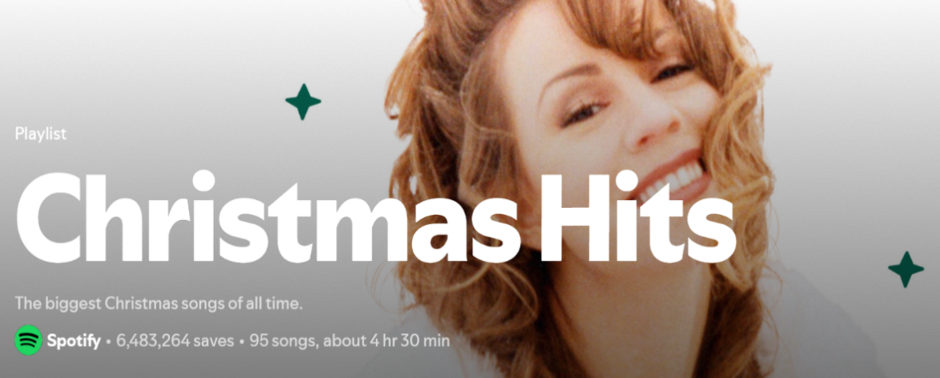 Playlist
Christmas Hits
The biggest Christmas songs of all time.
Spotify • 6,483,264 saves • 95 songs, about 4 hr 30 min